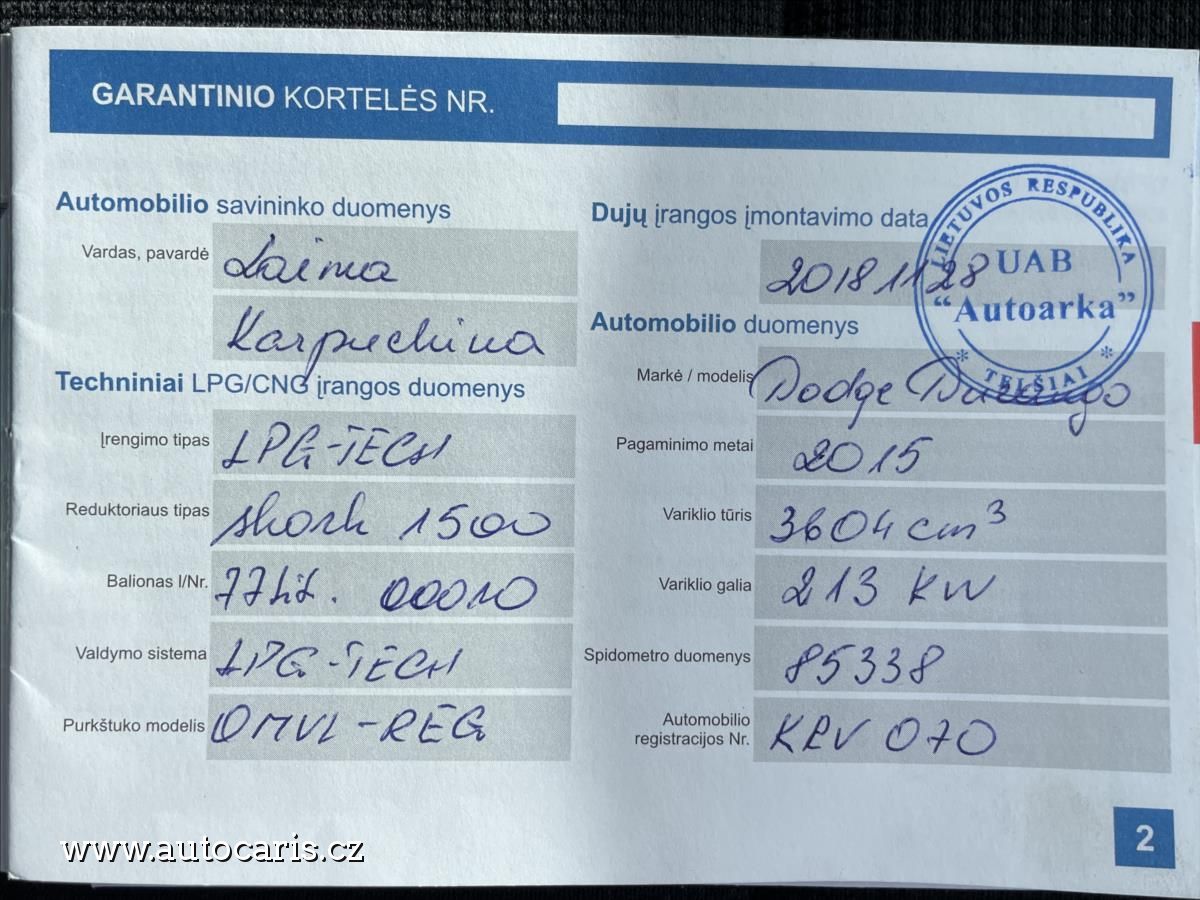 GARANTINIO KORTELĖS NR.
Automobilio savininko duomenys
Vardas, pavardė Laima
Karpuchina
Techniniai LPG/CNG įrangos duomenys
Įrengimo tipas LPG-TECH
Reduktoriaus tipas shark 1500
Balionas l/Nr. 77 lit. 00010
Valdymo sistema LPG-TECH
Purkštuko modelis OMVL-REG
Dujų įrangos įmontavimo data
2018 11 28
LIETUVOS RESPUBLIKA
UAB
“Autoarka”
* TELŠIAI *
Automobilio duomenys
Markė / modelis Dodge Durango
Pagaminimo metai 2015
Variklio tūris 3604 cm³
Variklio galia 213 KW
Spidometro duomenys 85338
Automobilio
registracijos Nr. KRV 070
2
www.autocaris.cz